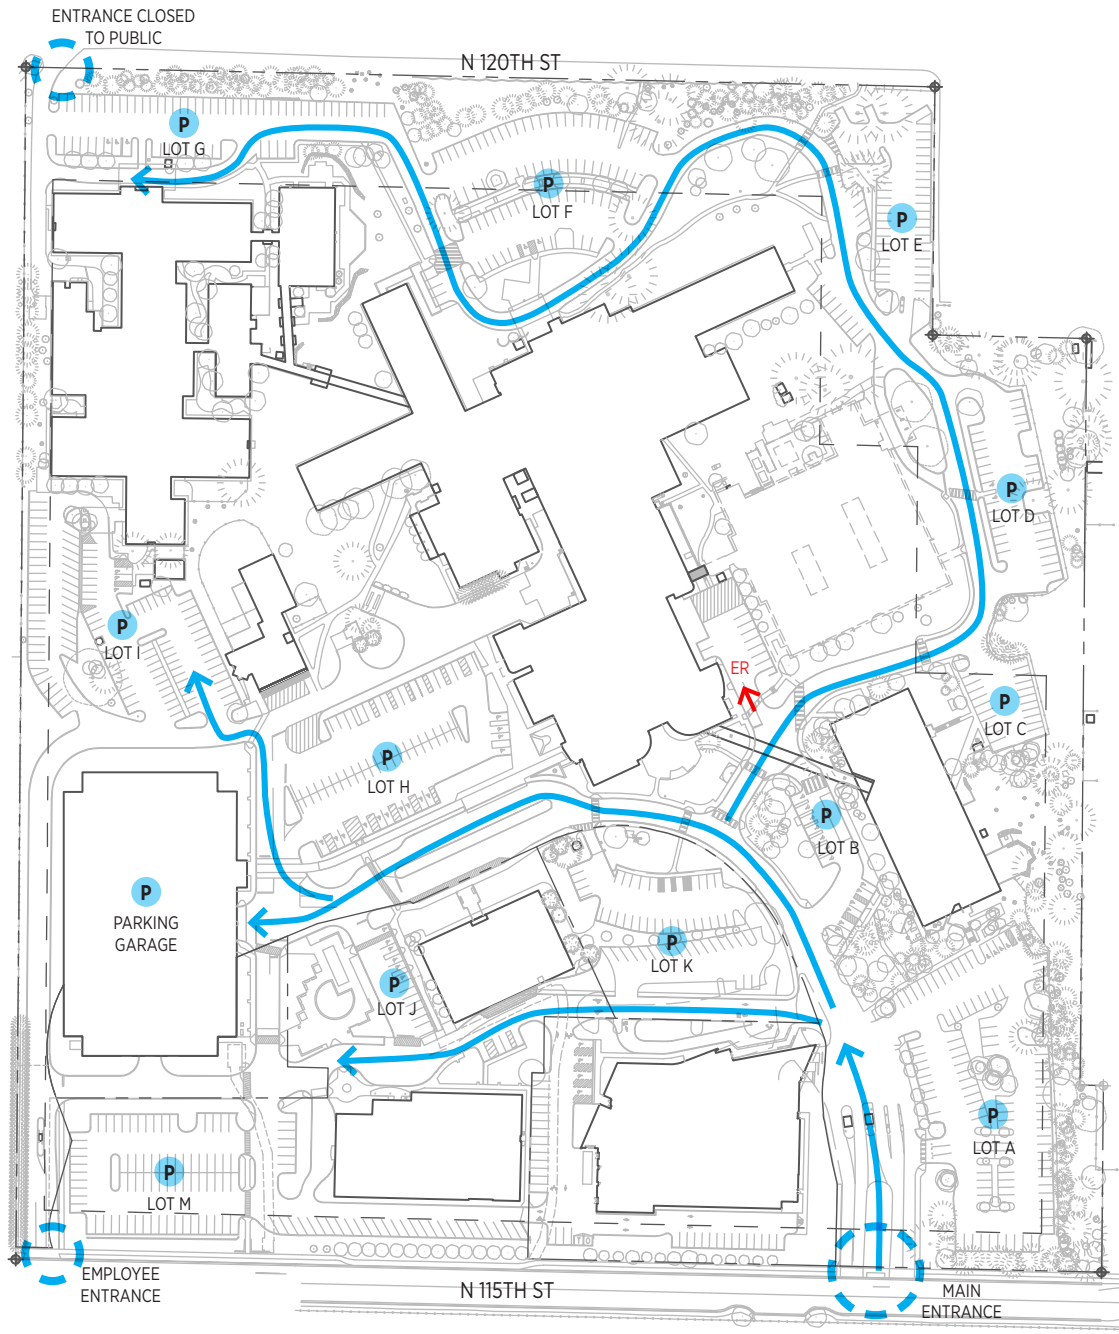 ENTRANCE CLOSED
TO PUBLIC
N 120TH ST
P
LOT G
P
LOT F
P
LOT E
P
LOT D
P
LOT I
ER
P
LOT C
P
LOT H
P
LOT B
P
PARKING
GARAGE
P
LOT K
P
LOT J
P
LOT A
P
LOT M
EMPLOYEE
ENTRANCE
N 115TH ST
MAIN
ENTRANCE